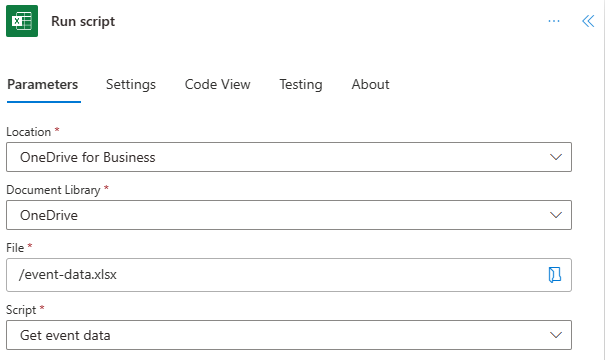 Run script
Parameters Settings Code View Testing About
Location *
OneDrive for Business
Document Library *
OneDrive
File *
/event-data.xlsx
Script *
Get event data